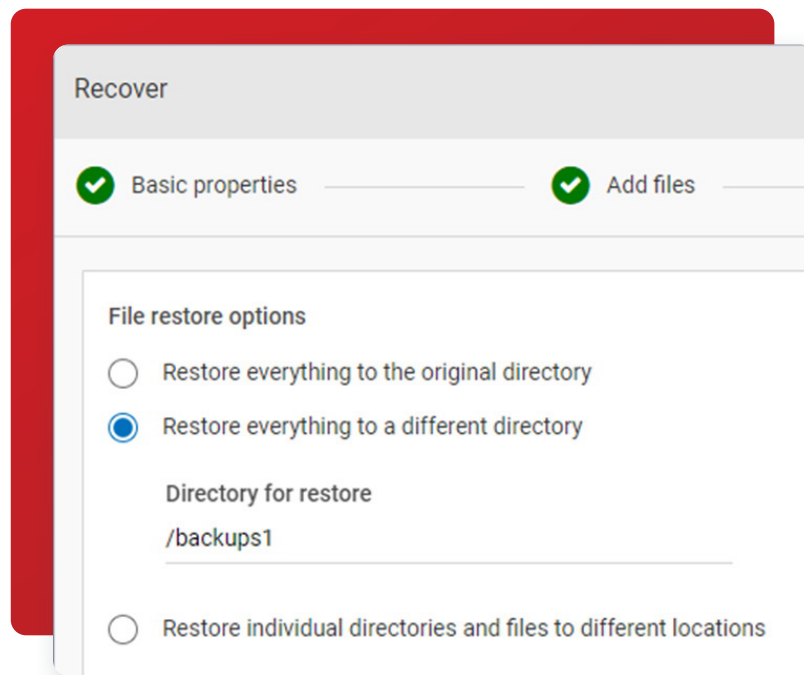 Recover
Basic properties
Add files
File restore options
Restore everything to the original directory
Restore everything to a different directory
Directory for restore
/backups1
Restore individual directories and files to different locations